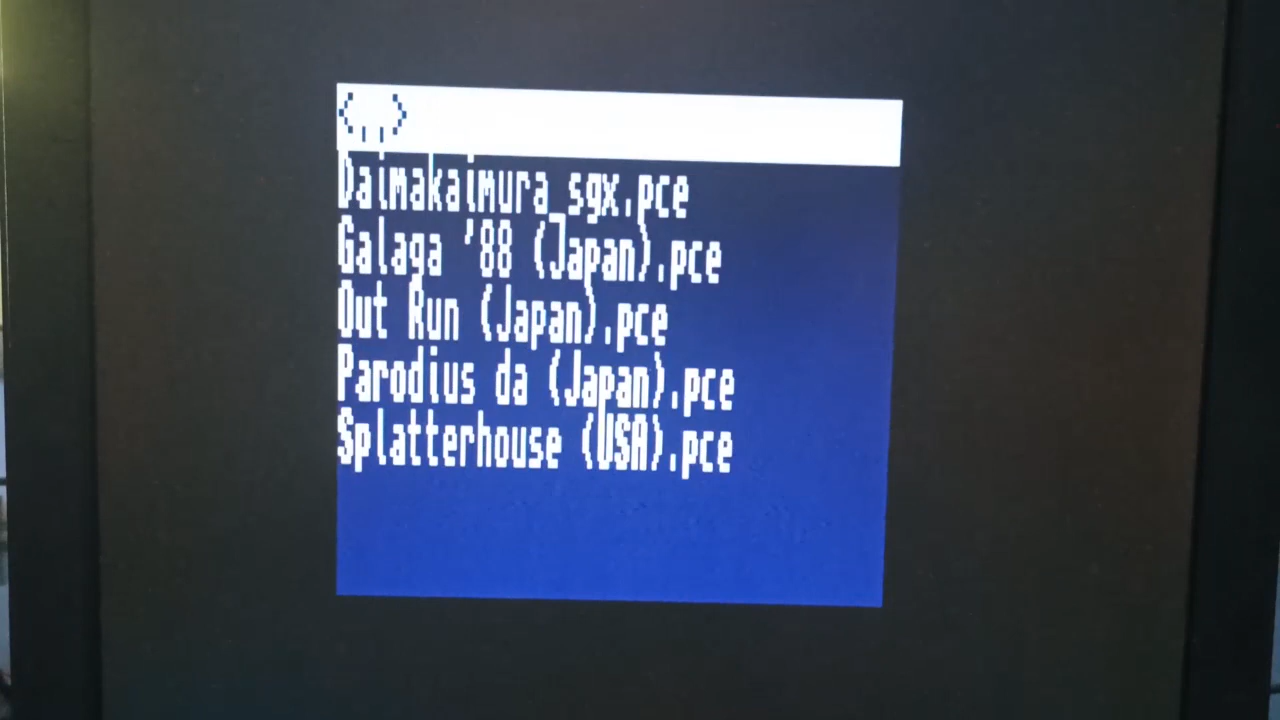 <..>
Daimakaimura_sgx.pce
Galaga '88 (Japan).pce
Out Run (Japan).pce
Parodius da (Japan).pce
Splatterhouse (USA).pce